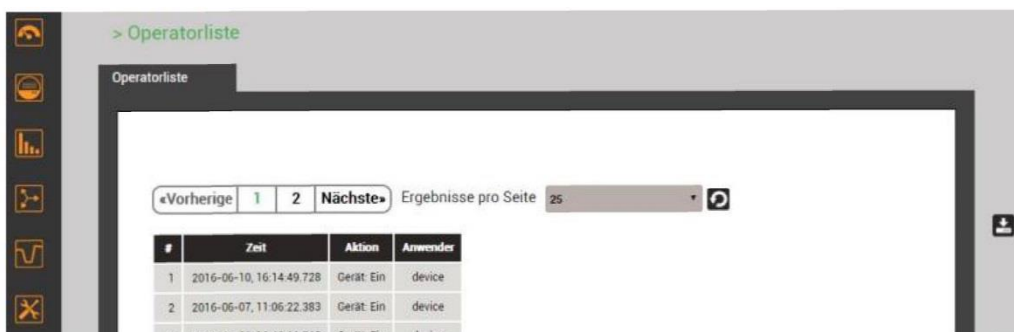 > Operatorliste
Operatorliste
«Vorherige 1 2 Nächste» Ergebnisse pro Seite 25
# Zeit Aktion Anwender
1 2016-06-10, 16:14:49.728 Gerät: Ein device
2 2016-06-07, 11:06:22.383 Gerät: Ein device